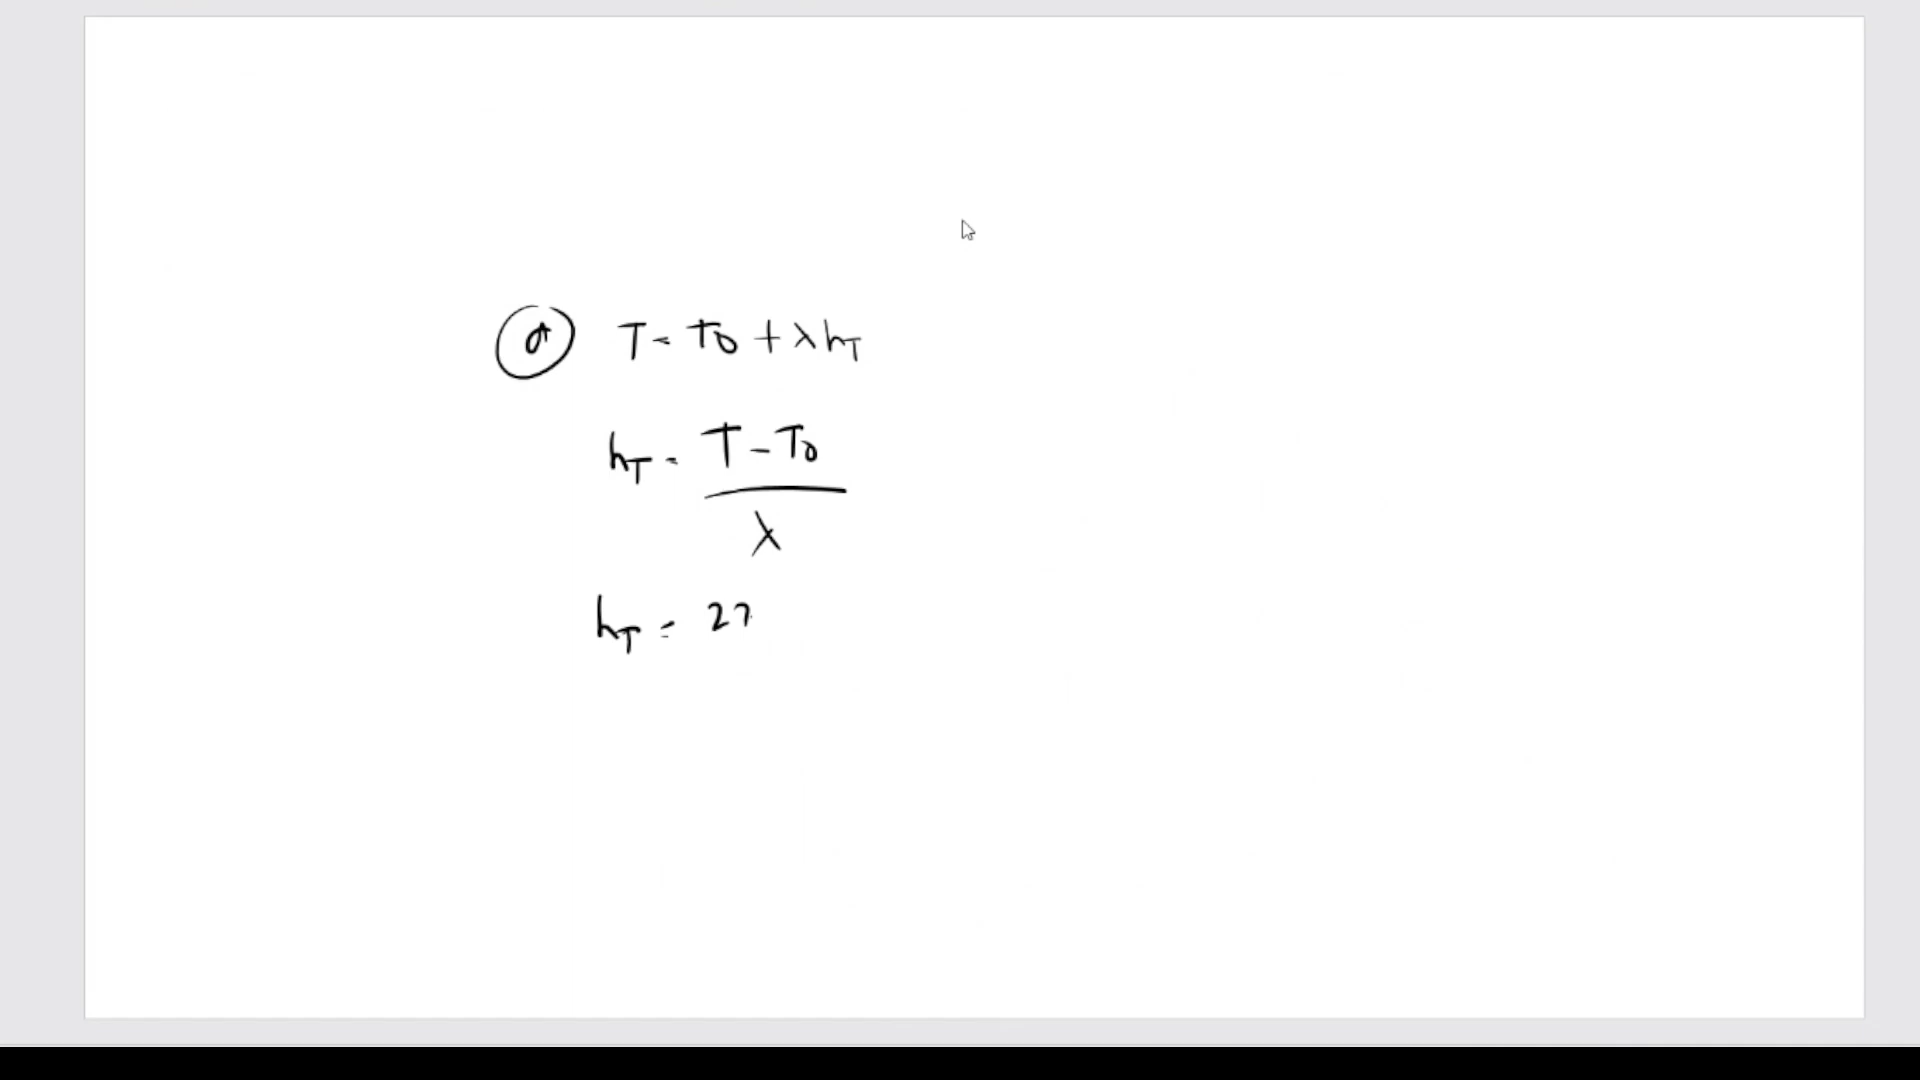 a T = T0 + λhT
hT = T - T0
λ
hT = 27